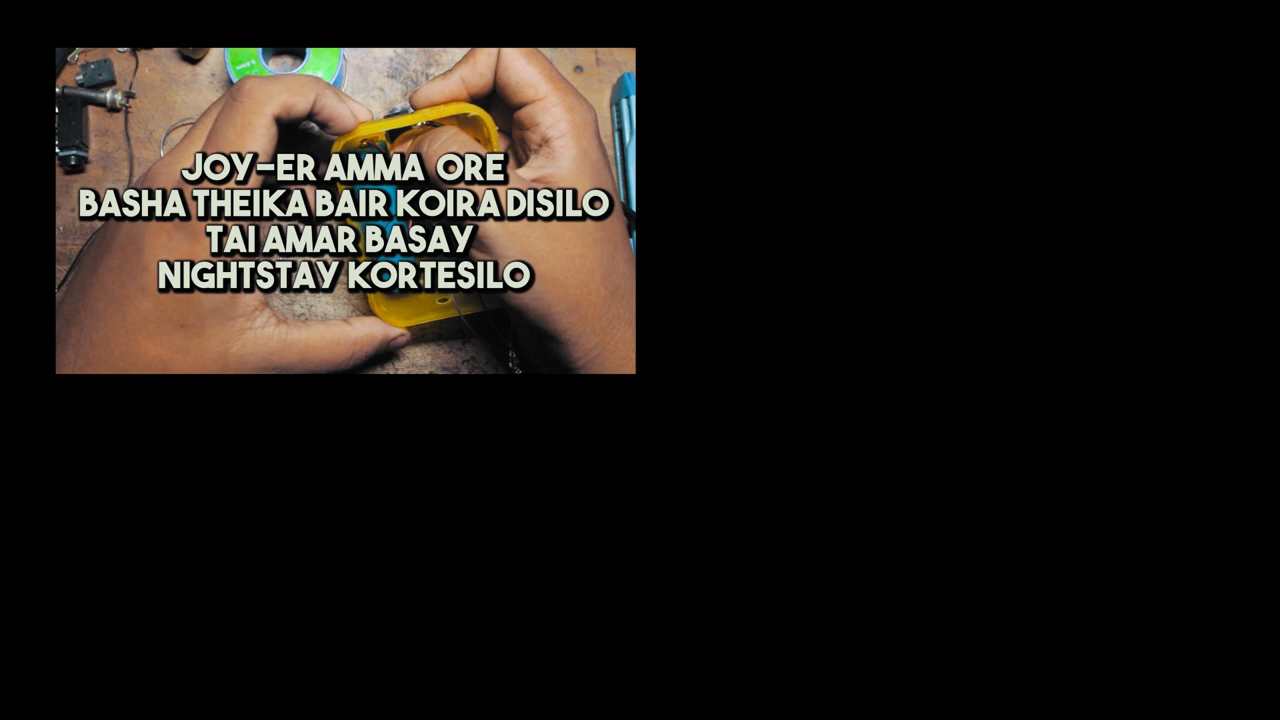 JOY-ER AMMA ORE
BASHA THEIKA BAIR KOIRA DISILO
TAI AMAR BASAY
NIGHTSTAY KORTESILO